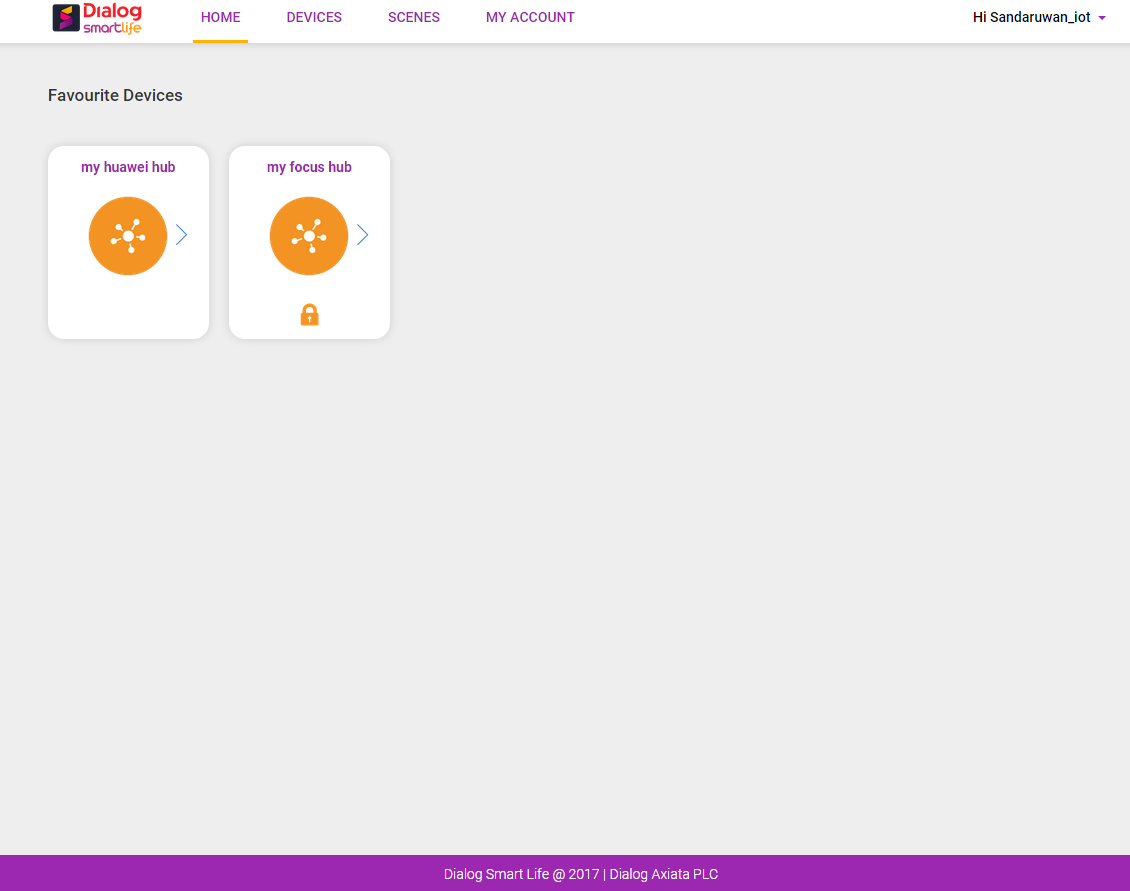 Dialog
smartlife
HOME
DEVICES
SCENES
MY ACCOUNT
Hi Sandaruwan_iot
Favourite Devices
my huawei hub
my focus hub
Dialog Smart Life @ 2017 | Dialog Axiata PLC